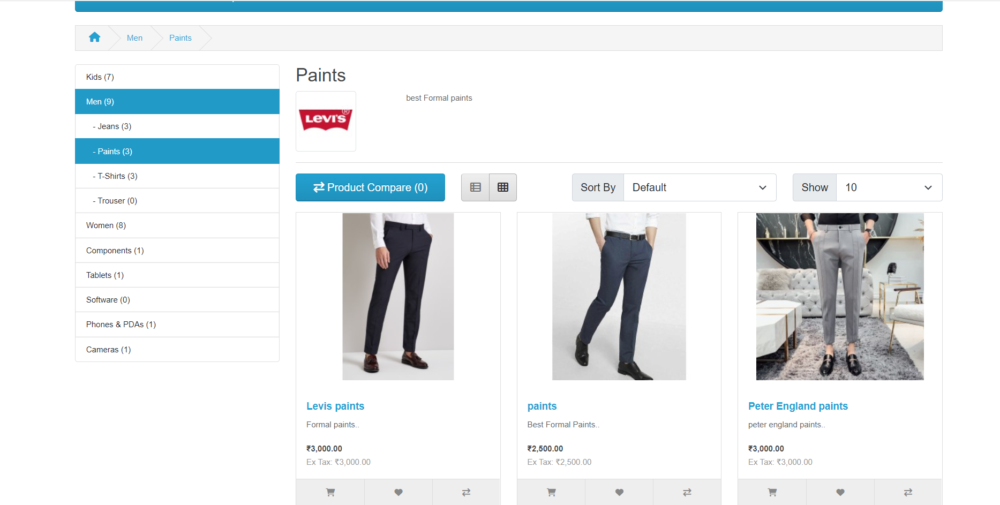 Men
Paints
Kids (7)
Men (9)
- Jeans (3)
- Paints (3)
- T-Shirts (3)
- Trouser (0)
Women (8)
Components (1)
Tablets (1)
Software (0)
Phones & PDAs (1)
Cameras (1)
Paints
LEVI'S®
best Formal paints
Product Compare (0)
Sort By
Default
Show
10
Levis paints
Formal paints..
₹3,000.00
Ex Tax: ₹3,000.00
paints
Best Formal Paints..
₹2,500.00
Ex Tax: ₹2,500.00
Peter England paints
peter england paints..
₹3,000.00
Ex Tax: ₹3,000.00